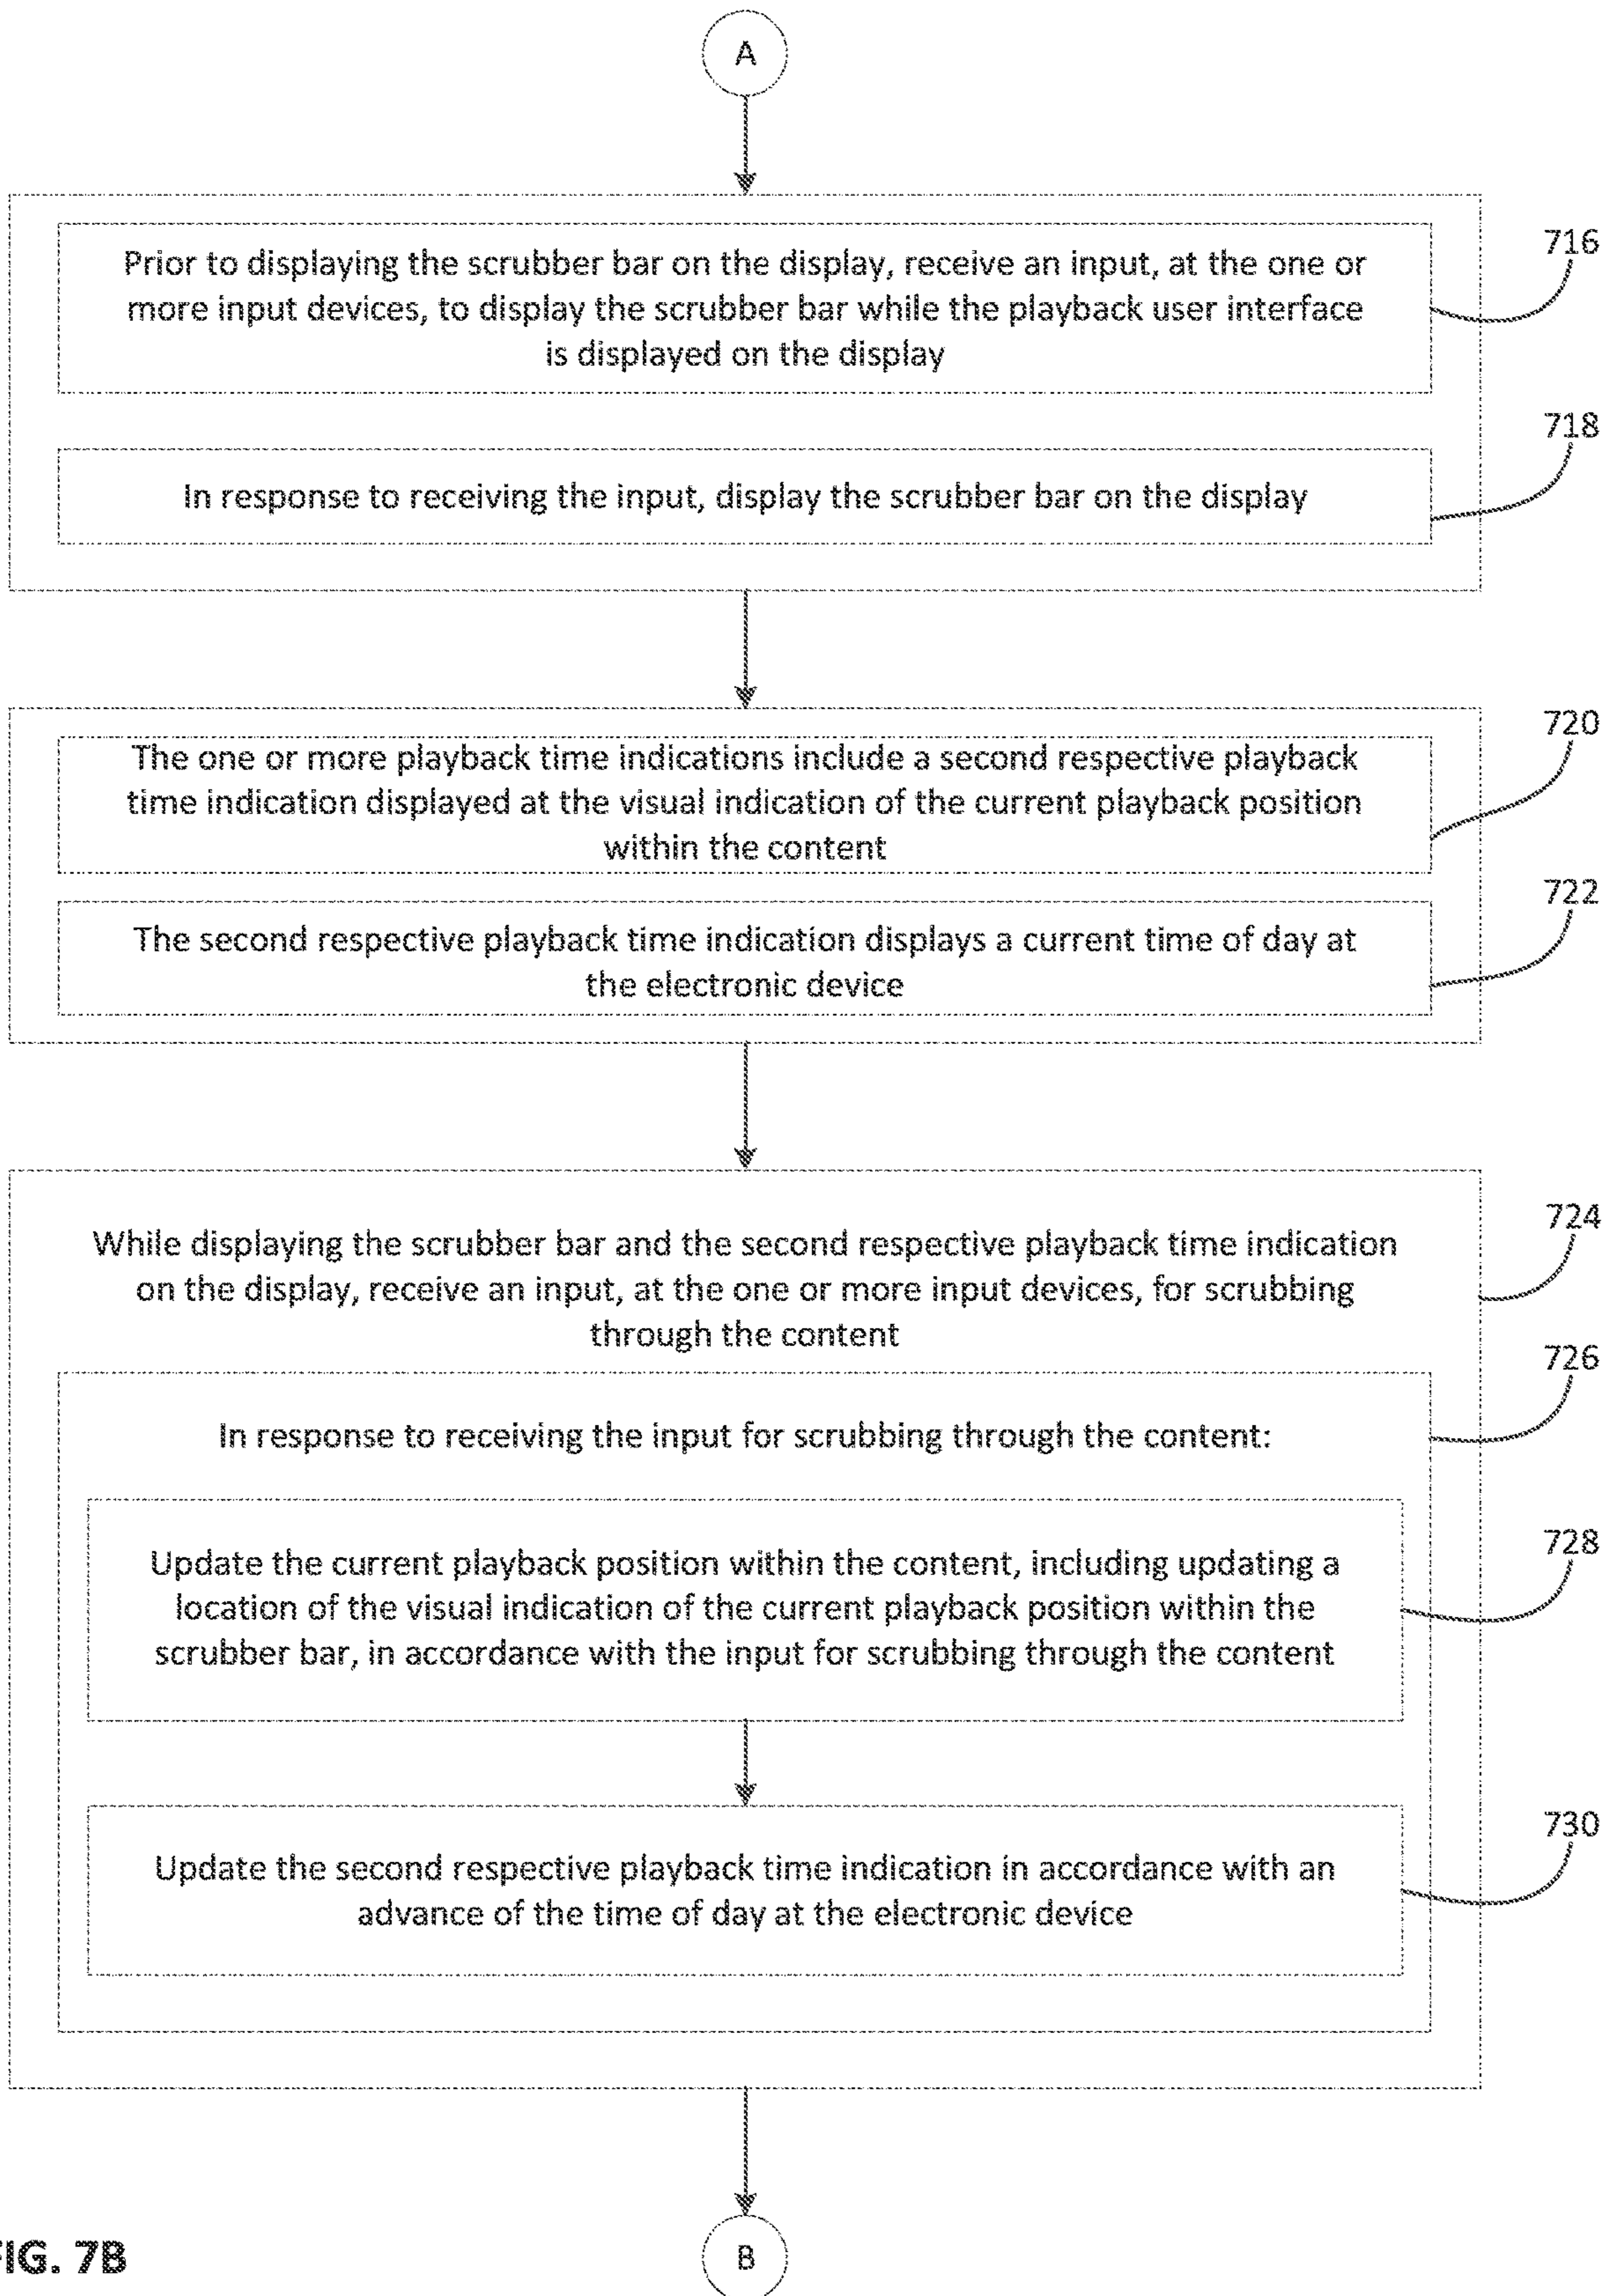 A
Prior to displaying the scrubber bar on the display, receive an input, at the one or
more input devices, to display the scrubber bar while the playback user interface
is displayed on the display
716
In response to receiving the input, display the scrubber bar on the display
718
The one or more playback time indications include a second respective playback
time indication displayed at the visual indication of the current playback position
within the content
720
The second respective playback time indication displays a current time of day at
the electronic device
722
While displaying the scrubber bar and the second respective playback time indication
on the display, receive an input, at the one or more input devices, for scrubbing
through the content
724
In response to receiving the input for scrubbing through the content:
726
Update the current playback position within the content, including updating a
location of the visual indication of the current playback position within the
scrubber bar, in accordance with the input for scrubbing through the content
728
Update the second respective playback time indication in accordance with an
advance of the time of day at the electronic device
730
B
FIG. 7B